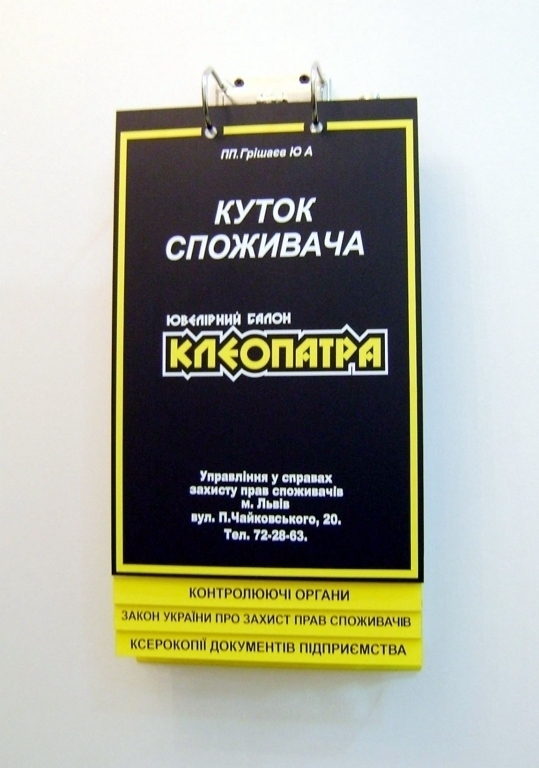 ПП.Грішаєв Ю А
КУТОК
СПОЖИВАЧА
ЮВЕЛІРНИЙ САЛОН
КЛЕОПАТРА
Управління у справах
захисту прав споживачів
м. Львів
вул. П.Чайковського, 20.
Тел. 72-28-63.
КОНТРОЛЮЮЧІ ОРГАНИ
ЗАКОН УКРАЇНИ ПРО ЗАХИСТ ПРАВ СПОЖИВАЧІВ
КСЕРОКОПІЇ ДОКУМЕНТІВ ПІДПРИЄМСТВА